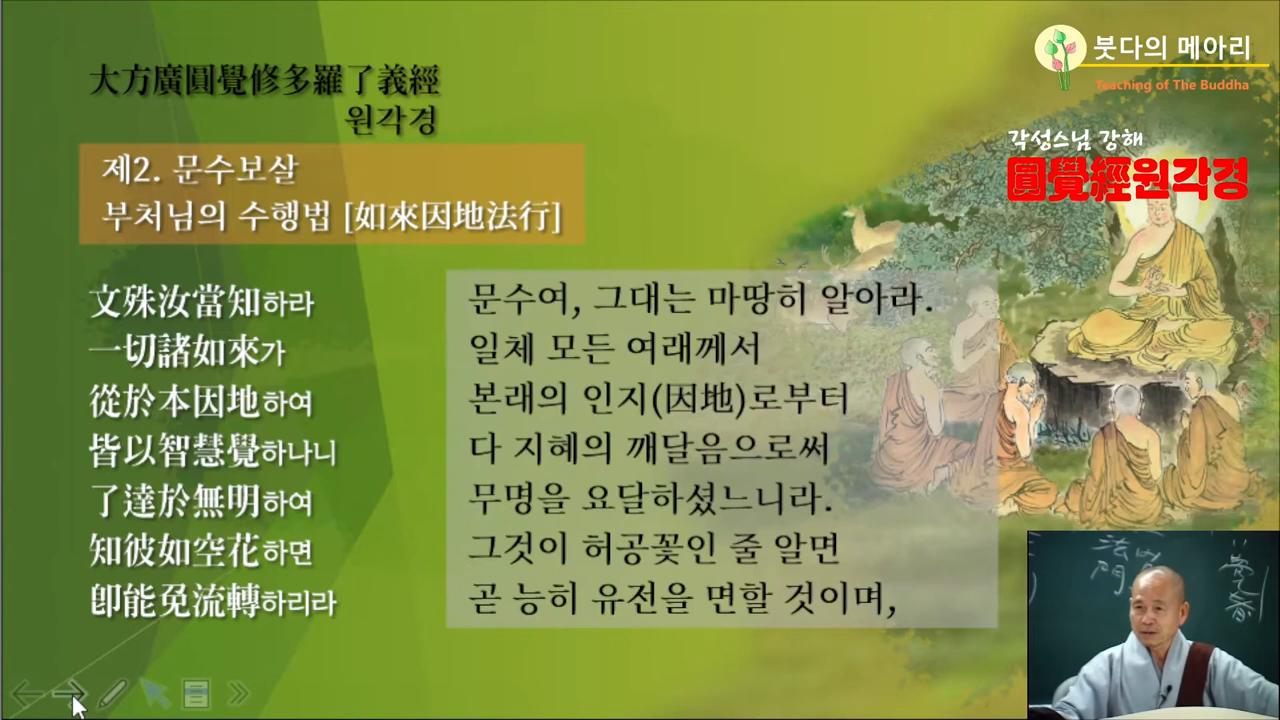 大方廣圓覺修多羅了義經
원각경
제2. 문수보살
부처님의 수행법 [如來因地法行]
文殊汝當知하라
一切諸如來가
從於本因地하여
皆以智慧覺하나니
了達於無明하여
知彼如空花하면
卽能免流轉하리라
문수여, 그대는 마땅히 알아라.
일체 모든 여래께서
본래의 인지(因地)로부터
다 지혜의 깨달음으로써
무명을 요달하셨느니라.
그것이 허공꽃인 줄 알면
곧 능히 유전을 면할 것이며,
붓다의 메아리
Teaching of The Buddha
각성스님 강해
圓覺經원각경
法
門